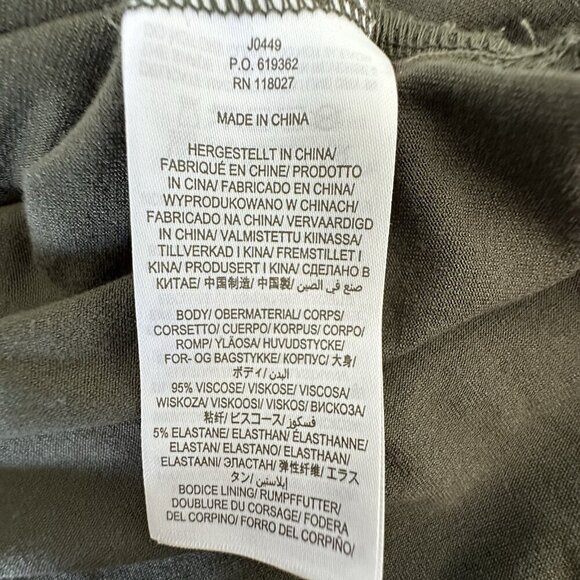 J0449
P.O. 619362
RN 118027
MADE IN CHINA
HERGESTELLT IN CHINA/
FABRIQUÉ EN CHINE/ PRODOTTO
IN CINA/ FABRICADO EN CHINA/
WYPRODUKOWANO W CHINACH/
FABRICADO NA CHINA/ VERVAARDIGD
IN CHINA/ VALMISTETTU KIINASSA/
TILLVERKAD I KINA/ FREMSTILLET I
KINA/ PRODUSERT I KINA/ СДЕЛАНО В
КИТАЕ/ 中国制造/ 中国製/ صنع في الصين/
BODY/ OBERMATERIAL/ CORPS/
CORSETTO/ CUERPO/ KORPUS/ CORPO/
ROMP/ YLÄOSA/ HUVUDSTYCKE/
FOR- OG BAGSTYKKE/ КОРПУС/ 大身/
ボディ/ البدن/
95% VISCOSE/ VISKOSE/ VISCOSA/
WISKOZA/ VISKOOSI/ VISKOS/ ВИСКОЗА/
粘纤/ ビスコース/ فسكوز/
5% ELASTANE/ ELASTHAN/ ÉLASTHANNE/
ELASTAN/ ELASTANO/ ELASTHAAN/
ELASTAANI/ ЭЛАСТАН/ 弹性纤维/ エラス
タン/ إيلاستين/
BODICE LINING/ RUMPFFUTTER/
DOUBLURE DU CORSAGE/ FODERA
DEL CORPINO/ FORRO DEL CORPIÑO/